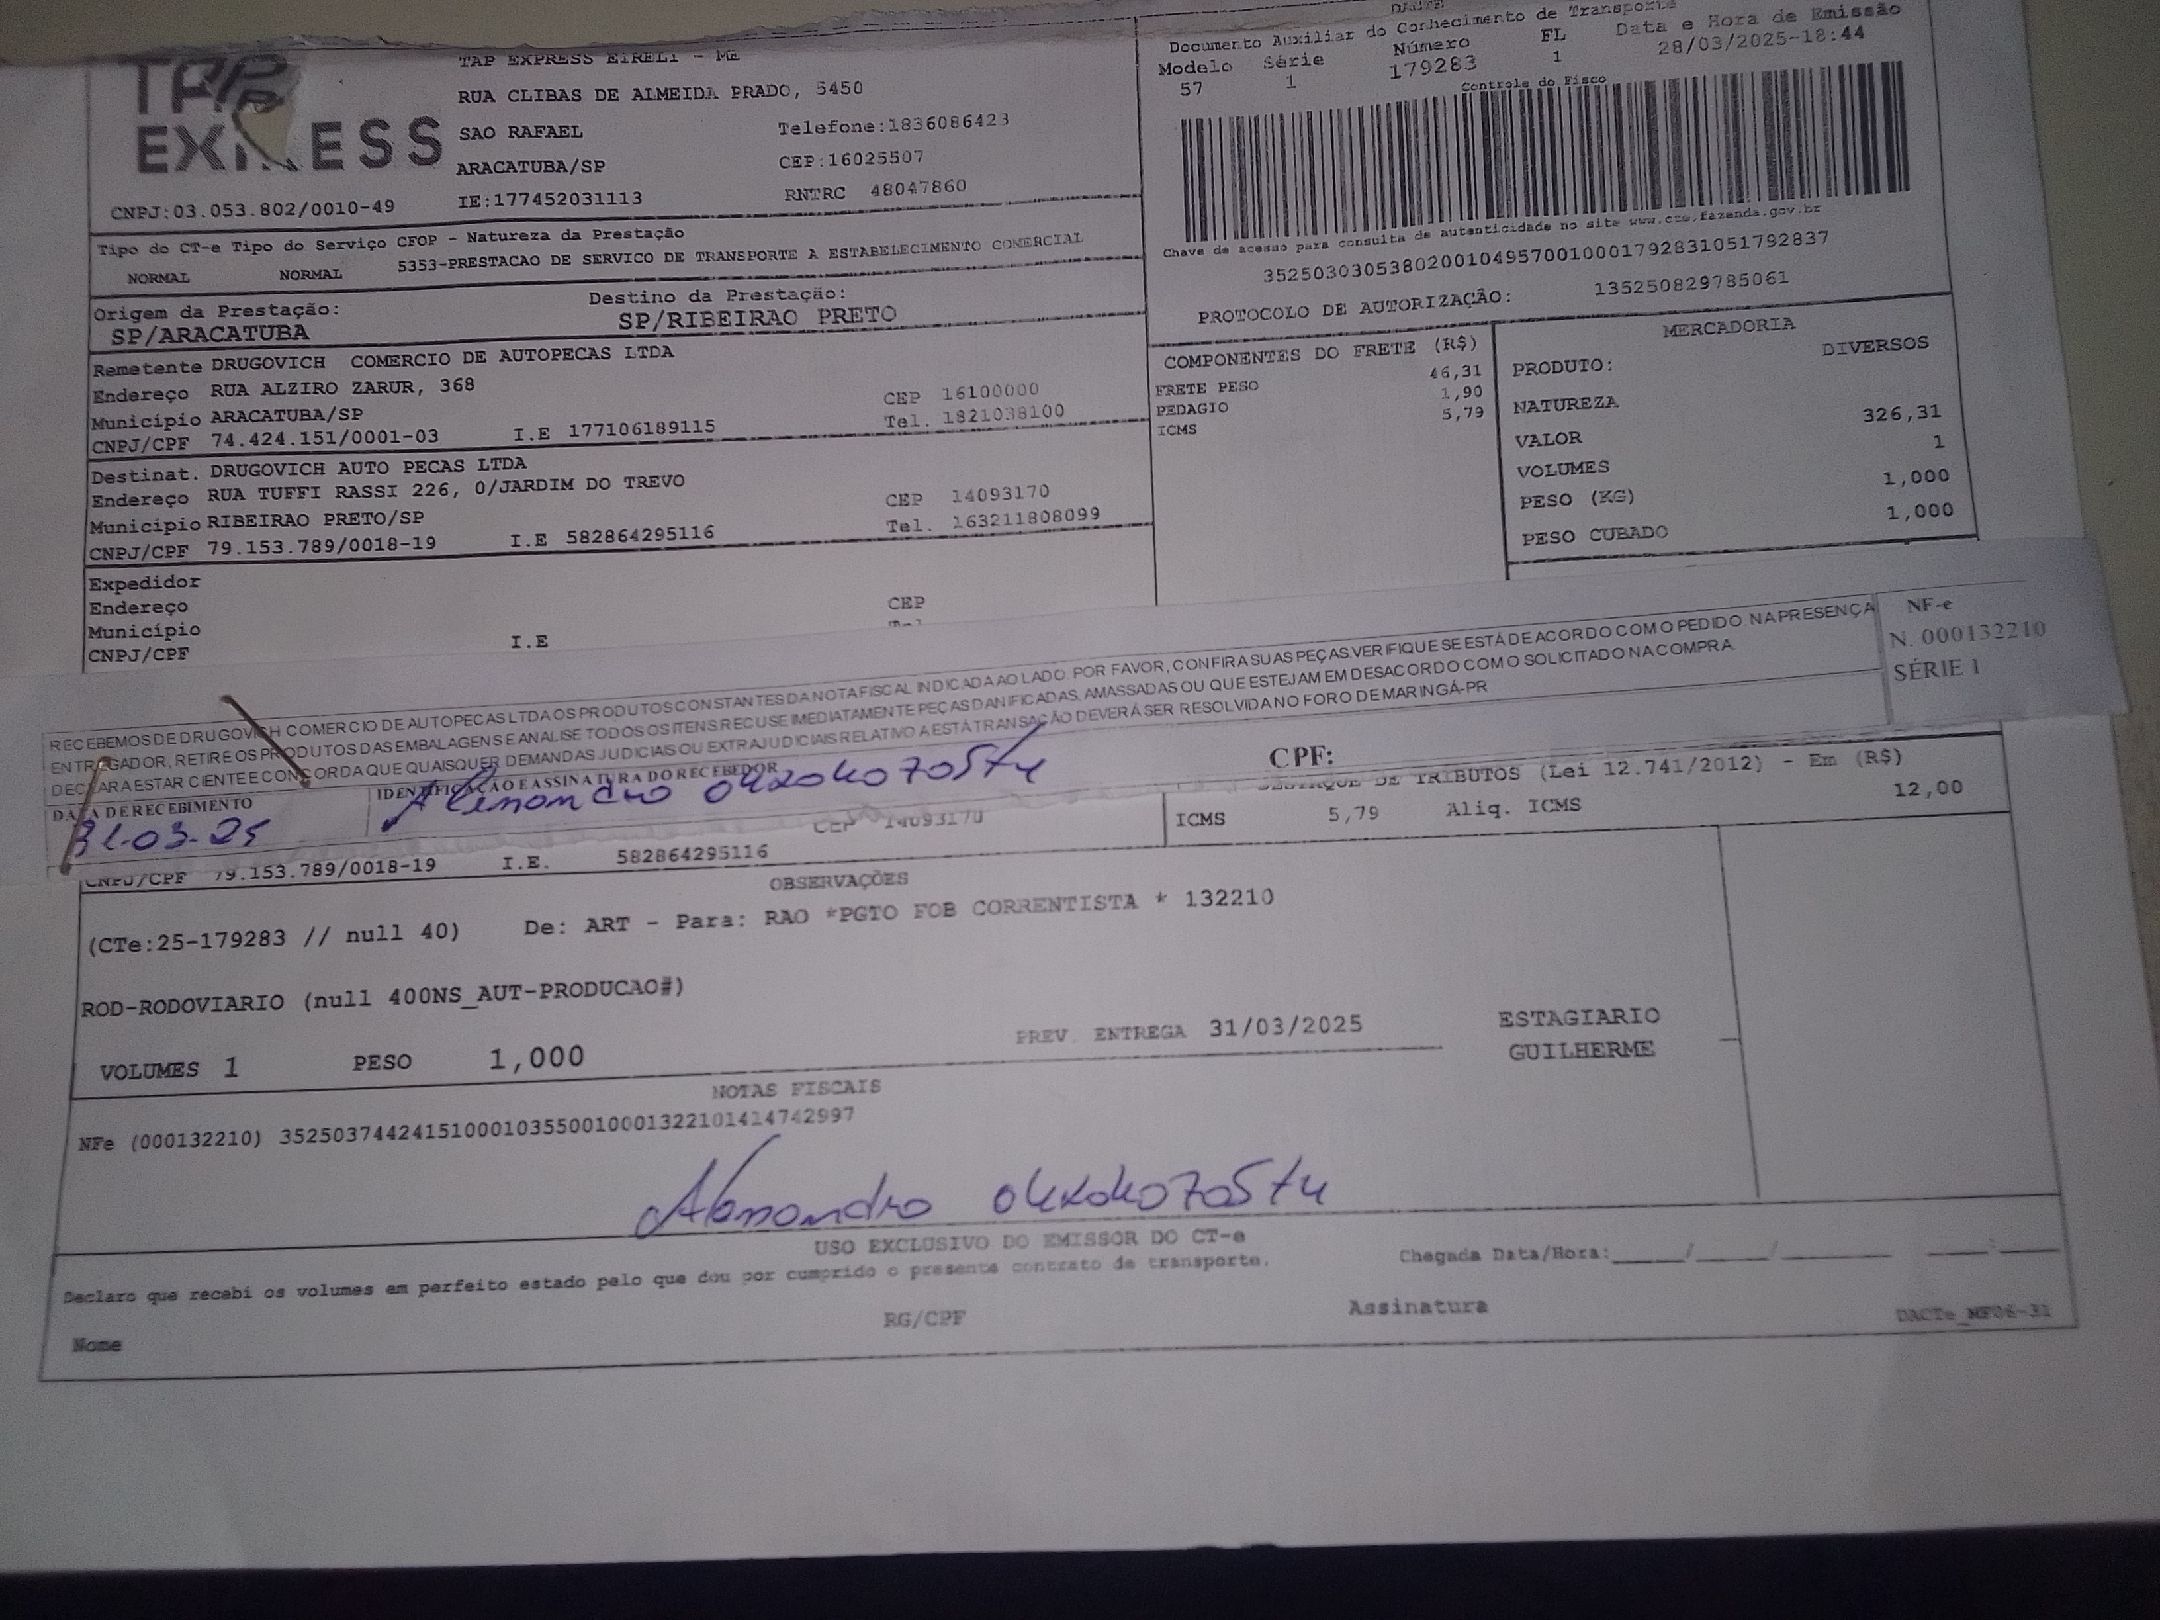 TAP EXPRESS EIRELI - ME
EXPRESS
RUA CLIBAS DE ALMEIDA PRADO, 5450
SAO RAFAEL Telefone:1836086423
ARACATUBA/SP CEP:16025507
CNPJ:03.053.802/0010-49 IE:177452031113 RNTRC 48047860
Documento Auxiliar do Conhecimento de Transporte
Modelo Série Número FL Data e Hora de Emissão
57 1 179283 1 28/03/2025-18:44
Controle do Fisco
Chave de acesso para consulta de autenticidade no site www.cte.fazenda.gov.br
35250303053802001049570010001792831051792837
PROTOCOLO DE AUTORIZAÇÃO: 135250829785061
Tipo do CT-e Tipo do Serviço CFOP - Natureza da Prestação
NORMAL NORMAL 5353-PRESTACAO DE SERVICO DE TRANSPORTE A ESTABELECIMENTO COMERCIAL
Origem da Prestação: Destino da Prestação:
SP/ARACATUBA SP/RIBEIRAO PRETO
Remetente DRUGOVICH COMERCIO DE AUTOPECAS LTDA
Endereço RUA ALZIRO ZARUR, 368 CEP 16100000
Município ARACATUBA/SP Tel. 1821038100
CNPJ/CPF 74.424.151/0001-03 I.E 177106189115
Destinat. DRUGOVICH AUTO PECAS LTDA
Endereço RUA TUFFI RASSI 226, 0/JARDIM DO TREVO CEP 14093170
Municipio RIBEIRAO PRETO/SP Tel. 163211808099
CNPJ/CPF 79.153.789/0018-19 I.E 582864295116
Expedidor
Endereço CEP
Município
CNPJ/CPF I.E
COMPONENTES DO FRETE (R$)
FRETE PESO 46,31
PEDAGIO 1,90
ICMS 5,79
MERCADORIA
PRODUTO: DIVERSOS
NATUREZA
VALOR 326,31
VOLUMES 1
PESO (KG) 1,000
PESO CUBADO 1,000
RECEBEMOS DE DRUGOVICH COMERCIO DE AUTOPECAS LTDA OS PRODUTOS CONSTANTES DA NOTA FISCAL INDICADA AO LADO. POR FAVOR, CONFIRA SUAS PEÇAS. VERIFIQUE SE ESTÁ DE ACORDO COM O PEDIDO. NA PRESENÇA
ENTREGADOR, RETIRE OS PRODUTOS DAS EMBALAGENS E ANALISE TODOS OS ITENS. RECUSE IMEDIATAMENTE PEÇAS DANIFICADAS, AMASSADAS OU QUE ESTEJAM EM DESACORDO COM O SOLICITADO NA COMPRA.
DECLARA ESTAR CIENTE E CONCORDA QUE QUAISQUER DEMANDAS JUDICIAIS OU EXTRAJUDICIAIS RELATIVO A ESTÁ TRANSAÇÃO DEVERÁ SER RESOLVIDA NO FORO DE MARINGÁ-PR
NF-e
N. 000132210
SÉRIE 1
DATA DE RECEBIMENTO IDENTIFICAÇÃO E ASSINATURA DO RECEBEDOR CPF:
31-03-25
DESTAQUE DE TRIBUTOS (Lei 12.741/2012) - Em (R$)
ICMS 5,79 Aliq. ICMS 12,00
CEP 14093170
CNPJ/CPF 79.153.789/0018-19 I.E. 582864295116
OBSERVAÇÕES
(CTe:25-179283 // null 40) De: ART - Para: RAO *PGTO FOB CORRENTISTA * 132210
ROD-RODOVIARIO (null 400NS_AUT-PRODUCAO#)
VOLUMES 1 PESO 1,000 PREV. ENTREGA 31/03/2025
ESTAGIARIO
GUILHERME
NOTAS FISCAIS
NFe (000132210) 35250374424151000103550010001322101414742997
USO EXCLUSIVO DO EMISSOR DO CT-e
Declaro que recebi os volumes em perfeito estado pelo que dou por cumprido o presente contrato de transporte. Chegada Data/Hora:_____/_____/________ ____:____
Nome RG/CPF Assinatura DACTe_MF06-31